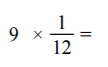 9 × 1/12 =